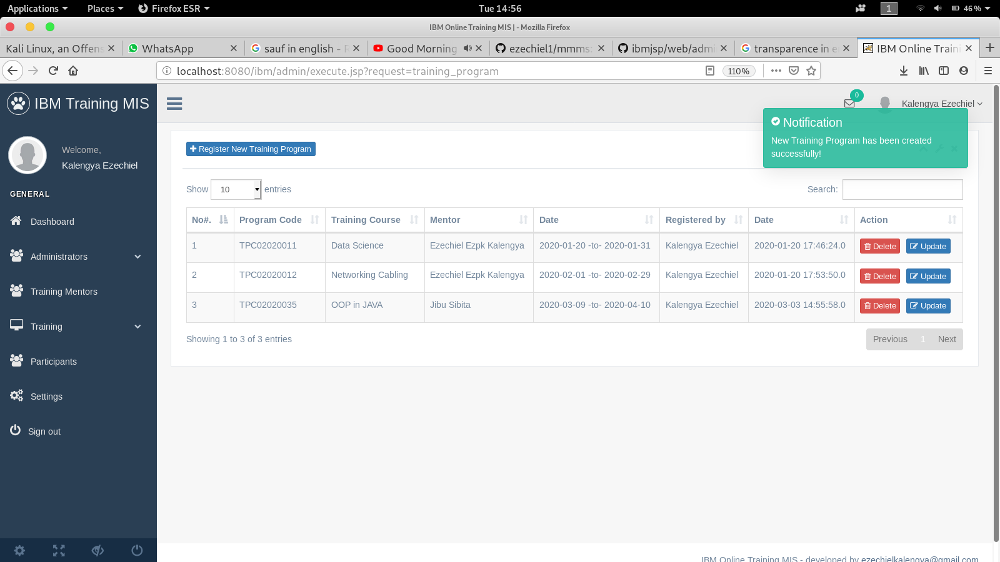 Applications Places Firefox ESR Tue 14:56 1 46 %
IBM Online Training MIS | - Mozilla Firefox
Kali Linux, an Offens WhatsApp sauf in english - Good Morning ezechiel1/mmms: ibmjsp/web/admi transparence in e IBM Online Traini
localhost:8080/ibm/admin/execute.jsp?request=training_program 110%
IBM Training MIS
0
Kalengya Ezechiel
Notification
New Training Program has been created
successfully!
Welcome,
Kalengya Ezechiel
GENERAL
Dashboard
Administrators
Training Mentors
Training
Participants
Settings
Sign out
Register New Training Program
Show 10 entries Search:
No#. Program Code Training Course Mentor Date Registered by Date Action
1 TPC02020011 Data Science Ezechiel Ezpk Kalengya 2020-01-20 -to- 2020-01-31 Kalengya Ezechiel 2020-01-20 17:46:24.0 Delete Update
2 TPC02020012 Networking Cabling Ezechiel Ezpk Kalengya 2020-02-01 -to- 2020-02-29 Kalengya Ezechiel 2020-01-20 17:53:50.0 Delete Update
3 TPC02020035 OOP in JAVA Jibu Sibita 2020-03-09 -to- 2020-04-10 Kalengya Ezechiel 2020-03-03 14:55:58.0 Delete Update
Showing 1 to 3 of 3 entries Previous 1 Next
IBM Online Training MIS - developed by ezechielkalengya@gmail.com